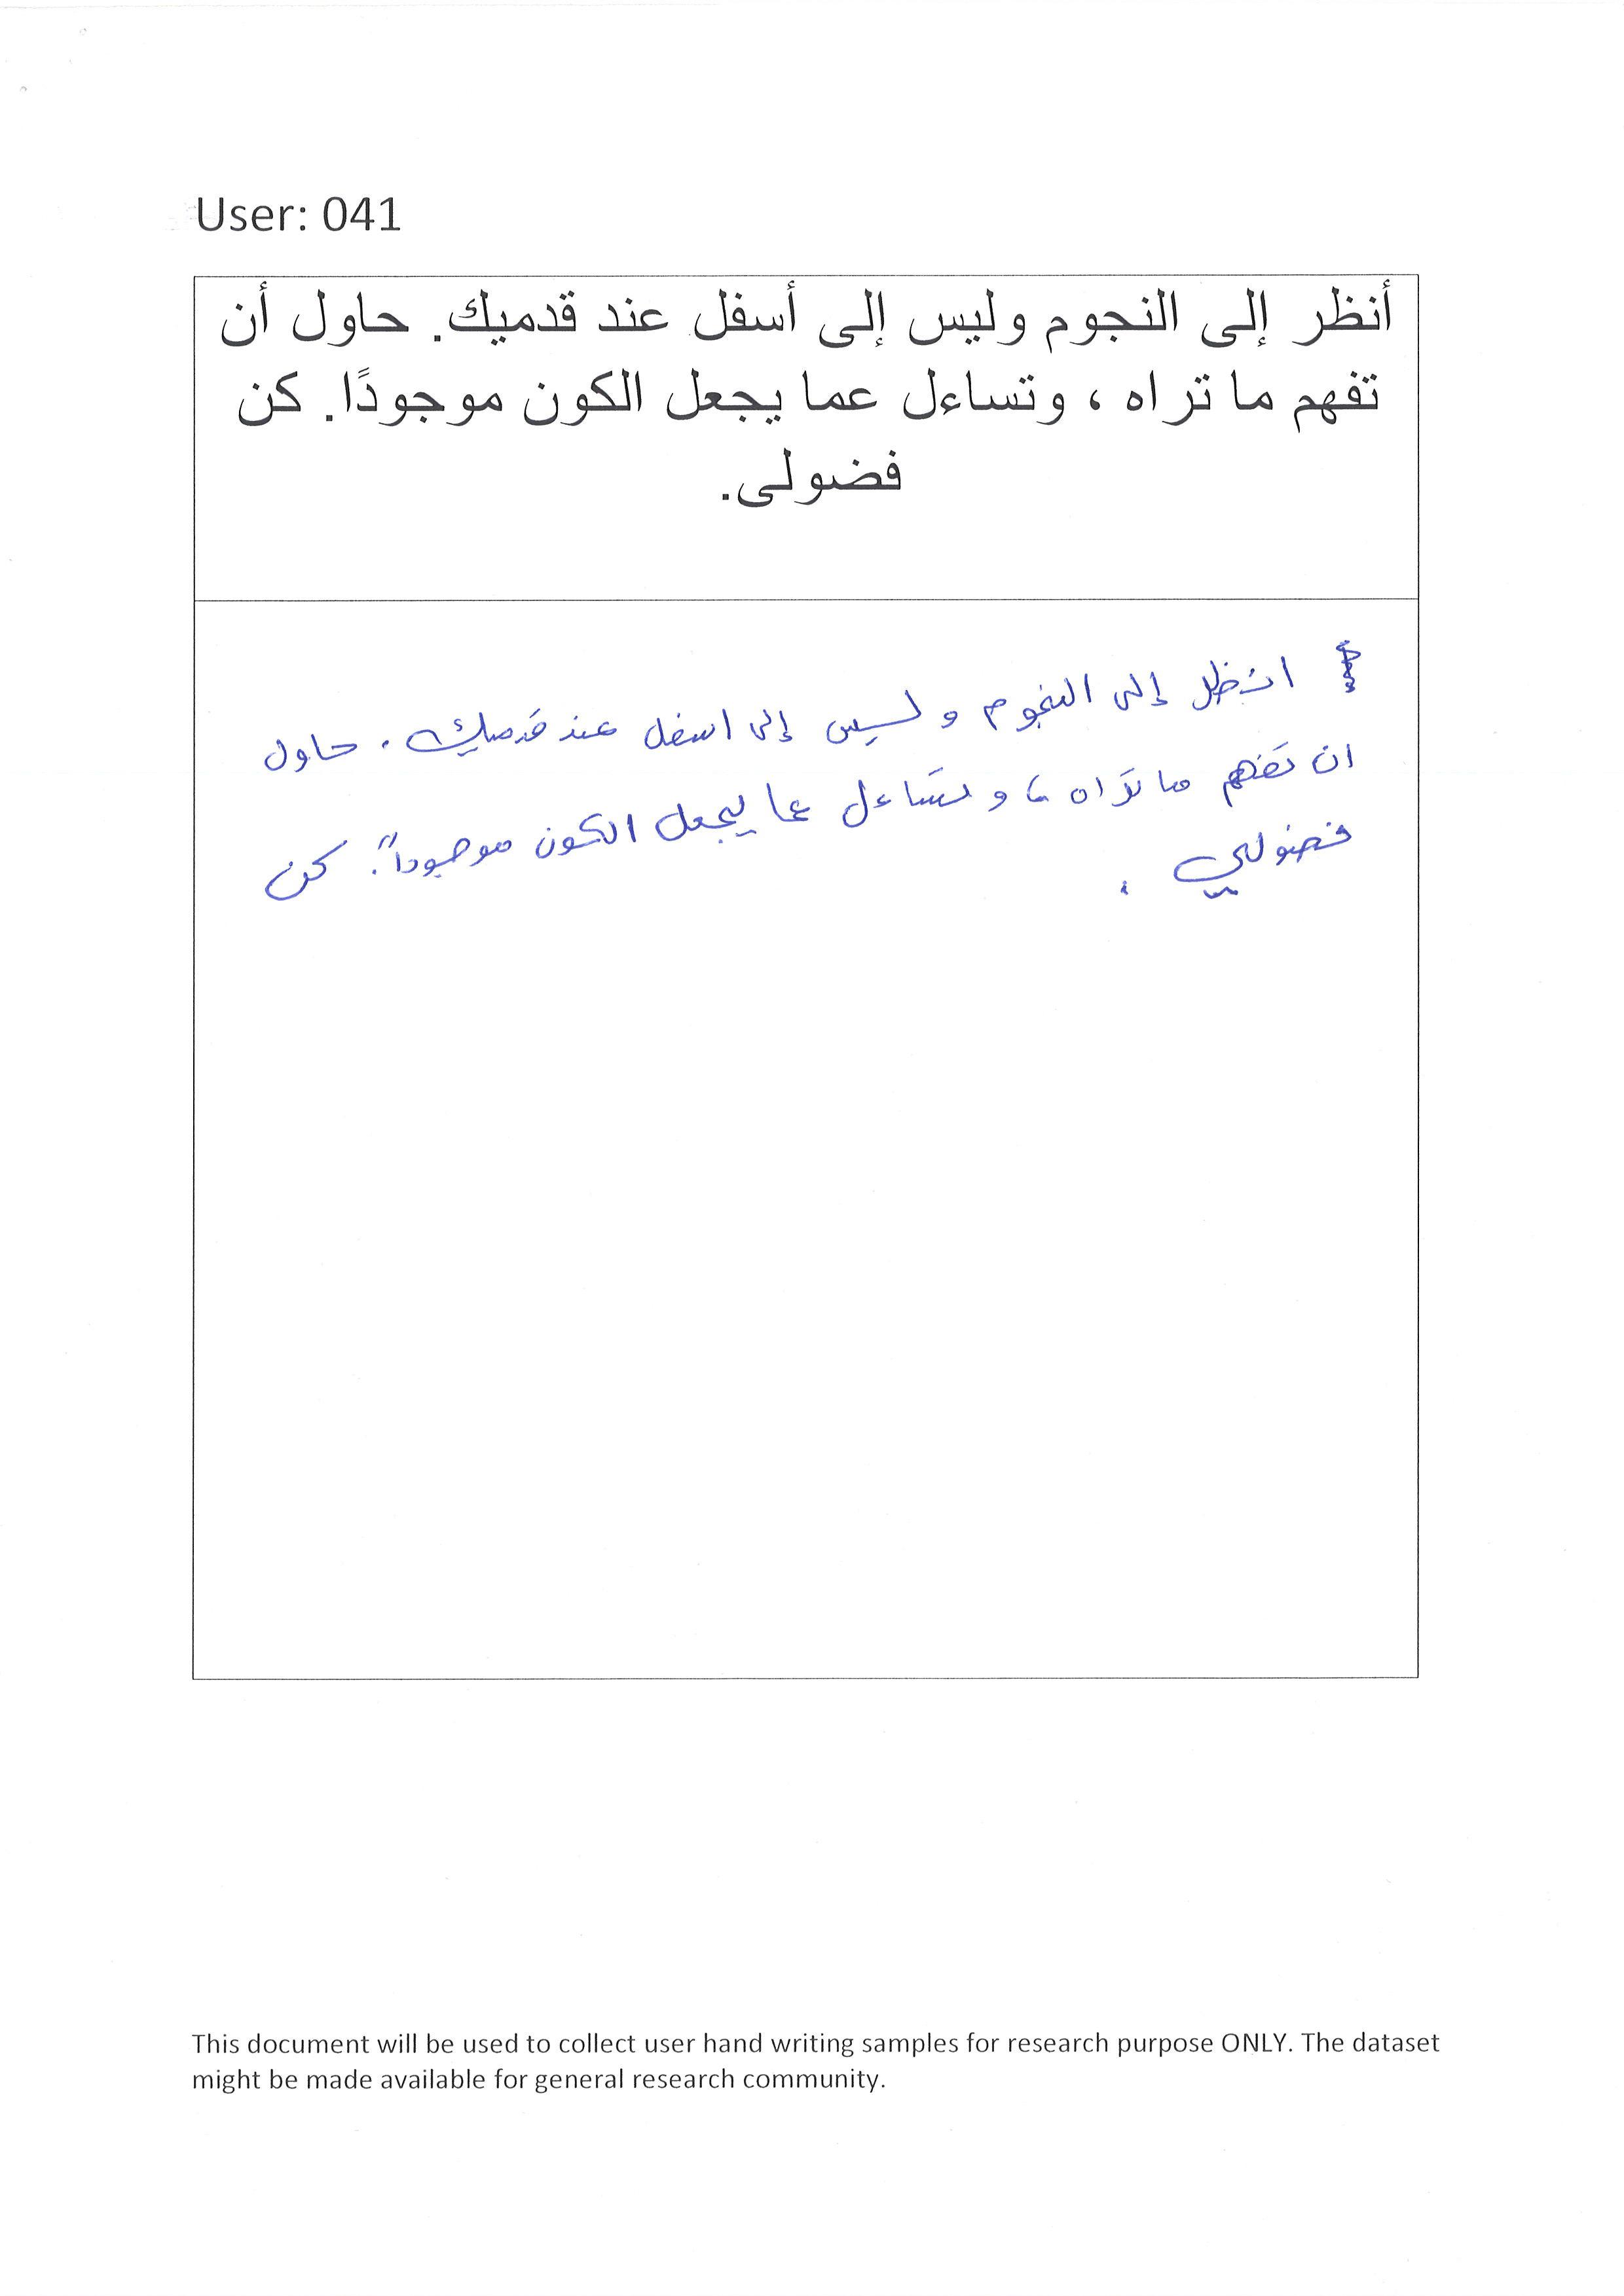 User: 041
أنظر إلى النجوم وليس إلى أسفل عند قدميك. حاول أن
تفهم ما تراه ، وتساءل عما يجعل الكون موجودًا. كن
فضولى.
انظر إلى النجوم وليس إلى اسفل عند قدميك. حاول
ان تفهم ما تراه ، وتساءل عما يجعل الكون موجوداً. كن
فضولي.
This document will be used to collect user hand writing samples for research purpose ONLY. The dataset
might be made available for general research community.